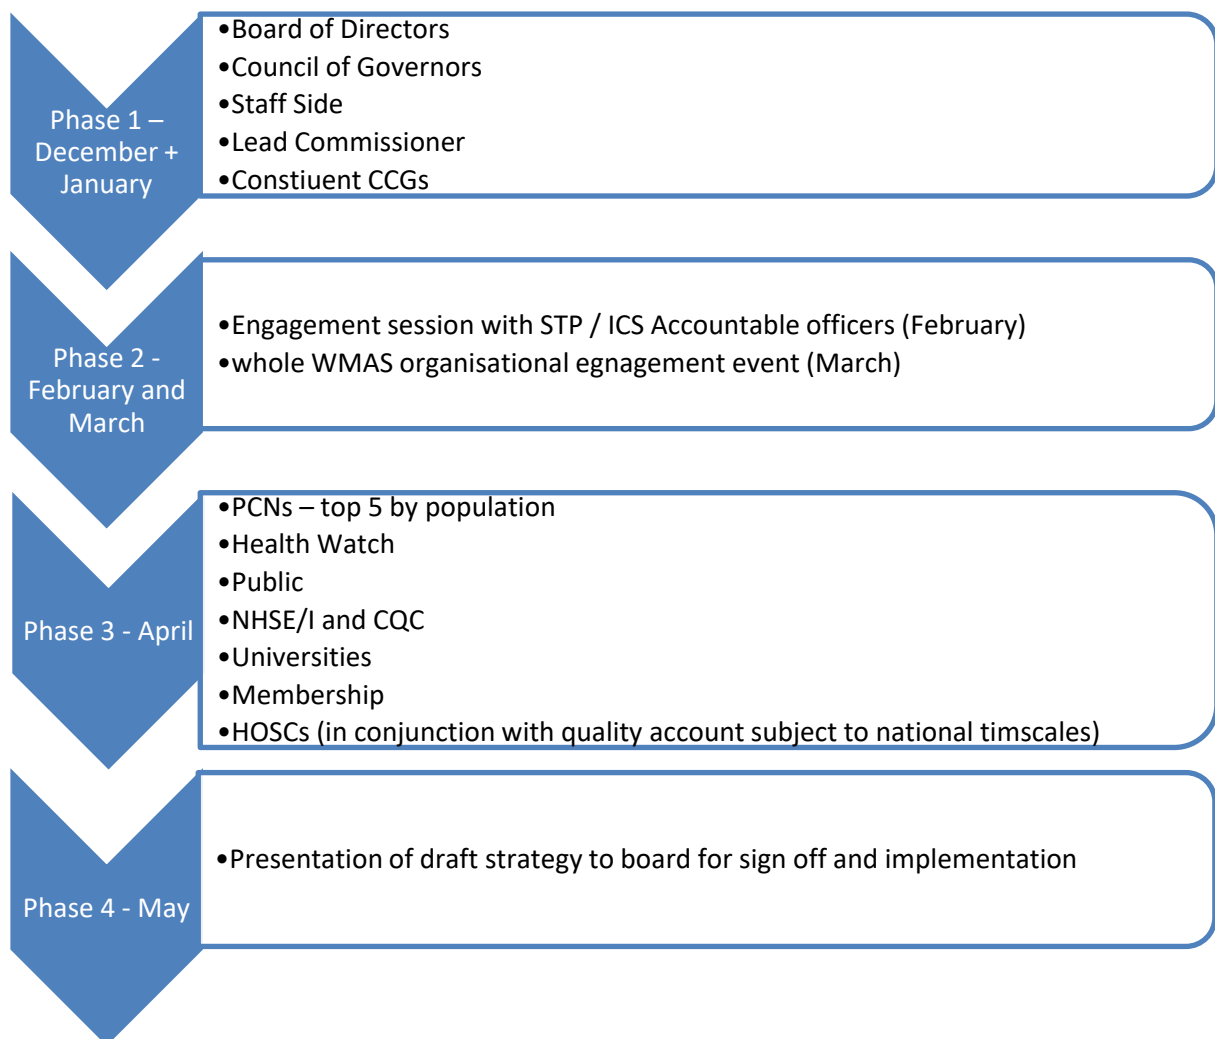 Phase 1 –
December +
January
•Board of Directors
•Council of Governors
•Staff Side
•Lead Commissioner
•Constiuent CCGs
Phase 2 -
February and
March
•Engagement session with STP / ICS Accountable officers (February)
•whole WMAS organisational egnagement event (March)
Phase 3 - April
•PCNs – top 5 by population
•Health Watch
•Public
•NHSE/I and CQC
•Universities
•Membership
•HOSCs (in conjunction with quality account subject to national timscales)
Phase 4 - May
•Presentation of draft strategy to board for sign off and implementation